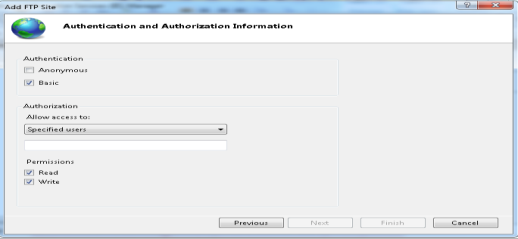 Add FTP Site
Authentication and Authorization Information
Authentication
Anonymous
Basic
Authorization
Allow access to:
Specified users
Permissions
Read
Write
Previous
Next
Finish
Cancel